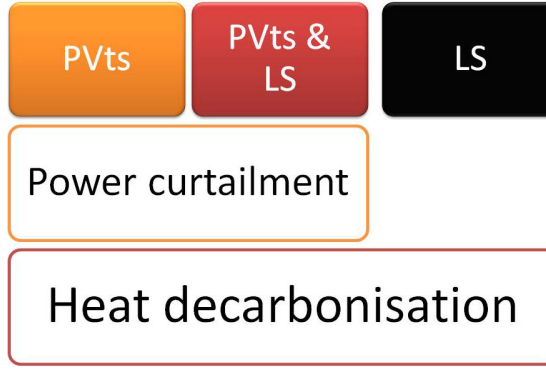 PVts
PVts &
LS
LS
Power curtailment
Heat decarbonisation